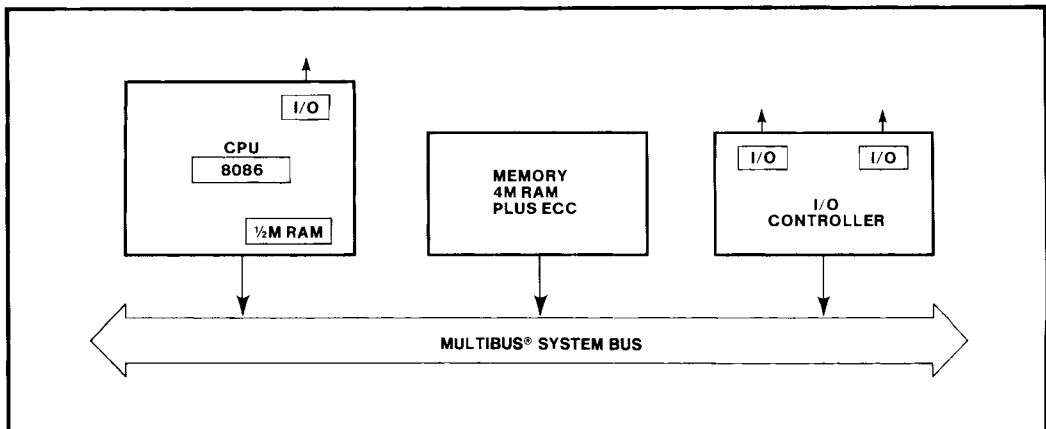 I/O
CPU
8086
½M RAM
MEMORY
4M RAM
PLUS ECC
I/O
I/O
I/O
CONTROLLER
MULTIBUS® SYSTEM BUS